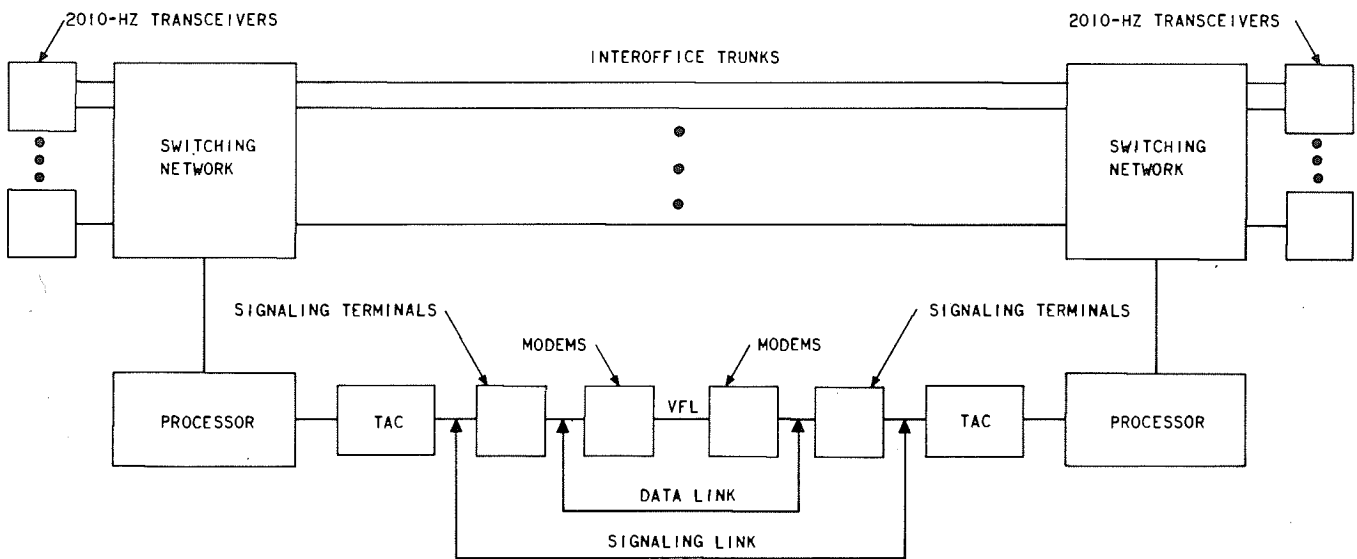 2010-HZ TRANSCEIVERS
2010-HZ TRANSCEIVERS
INTEROFFICE TRUNKS
SWITCHING
NETWORK
SWITCHING
NETWORK
SIGNALING TERMINALS
SIGNALING TERMINALS
MODEMS
MODEMS
PROCESSOR
TAC
VFL
TAC
PROCESSOR
DATA LINK
SIGNALING LINK